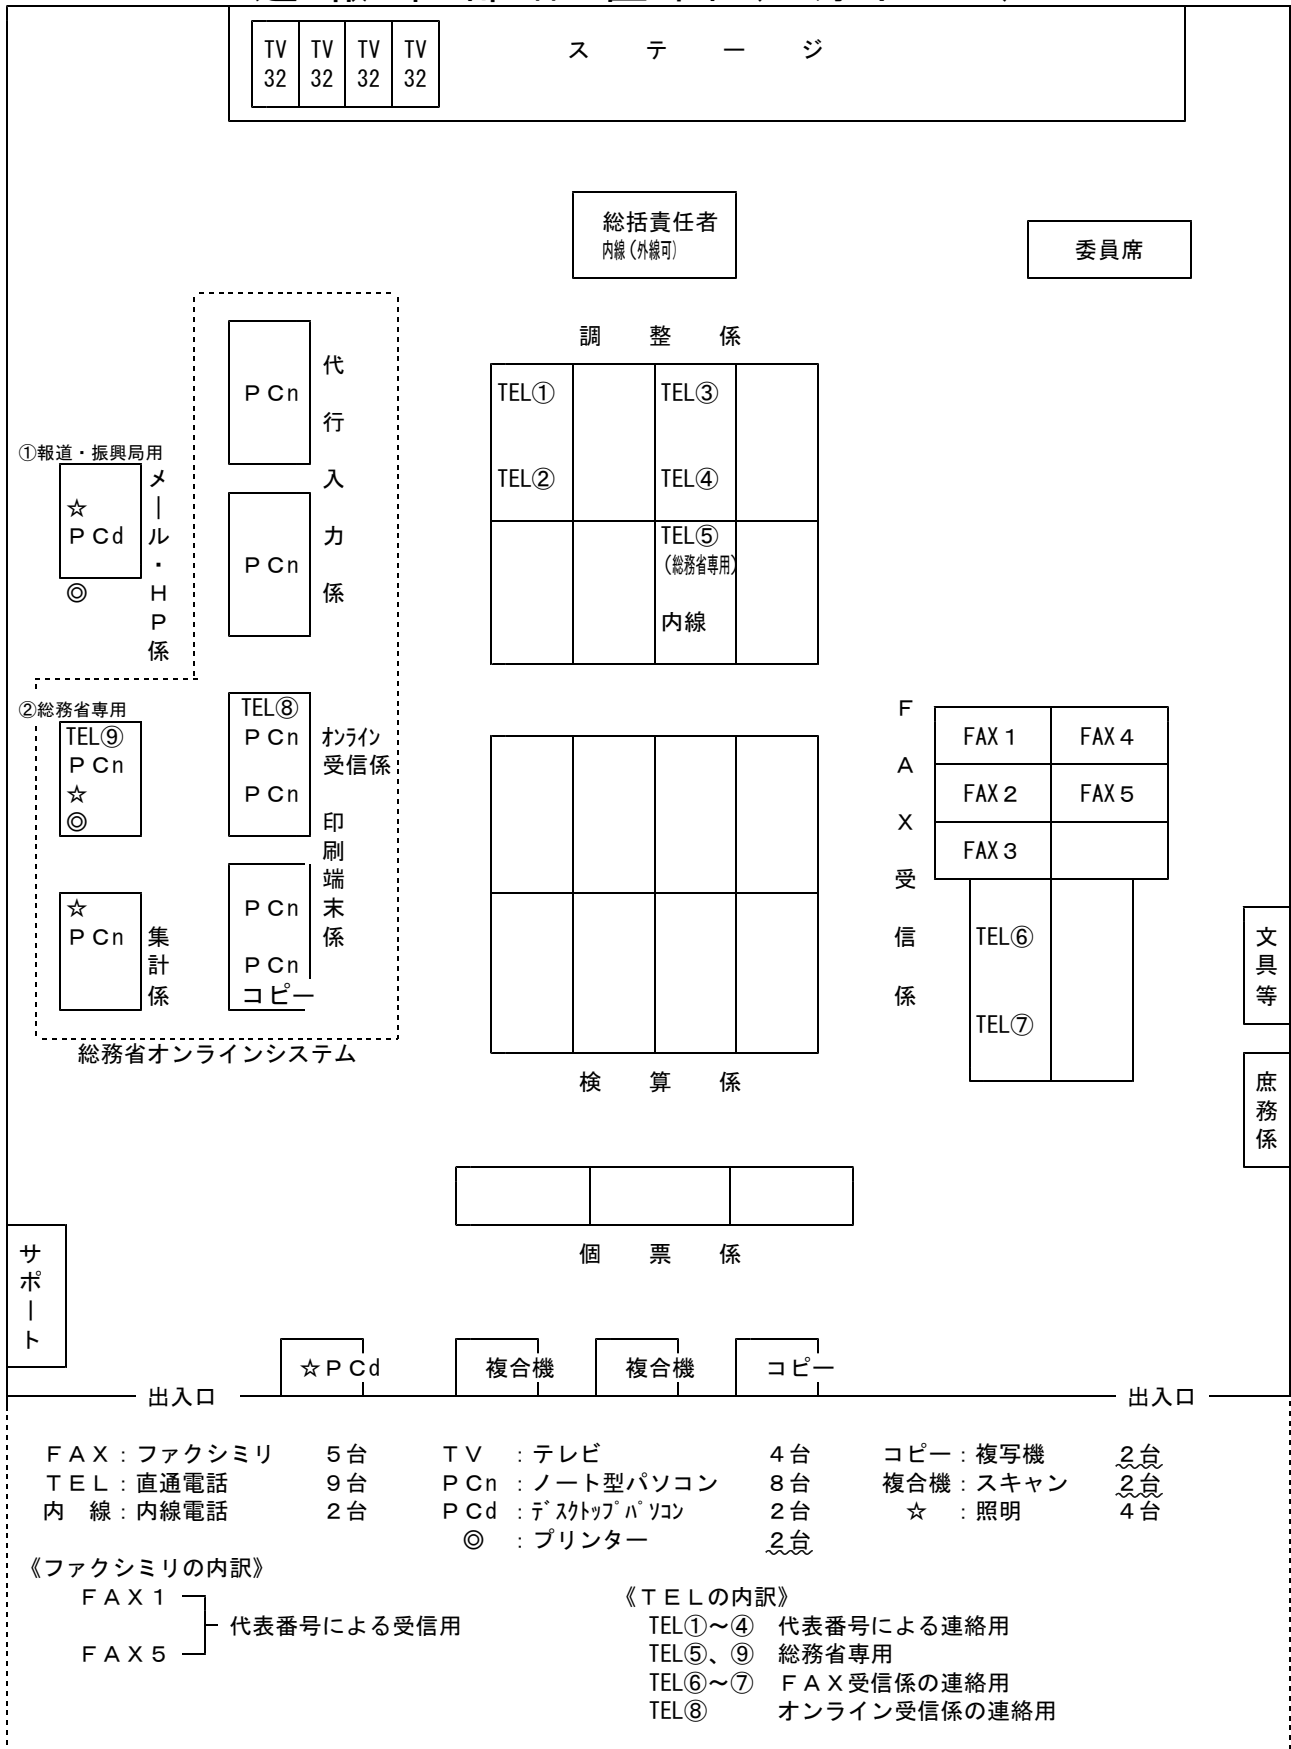 TV TV TV TV ステージ
32 32 32 32
総括責任者
内線(外線可)
委員席
調整係
TEL① TEL③
TEL② TEL④
TEL⑤
(総務省専用)
内線
PCn
PCn
代行入力係
①報道・振興局用
☆
PCd
◎
メール・HP係
②総務省専用
TEL⑨
PCn
☆
◎
TEL⑧
PCn
PCn
オンライン
受信係
印刷端末係
PCn
PCn
コピー
☆
PCn
集計係
総務省オンラインシステム
FAX受信係
FAX1 FAX4
FAX2 FAX5
FAX3
TEL⑥
TEL⑦
文具等
庶務係
検算係
個票係
サポート
☆PCd 複合機 複合機 コピー
出入口 出入口
FAX:ファクシミリ 5台 TV :テレビ 4台 コピー:複写機 2台
TEL:直通電話 9台 PCn:ノート型パソコン 8台 複合機:スキャン 2台
内 線:内線電話 2台 PCd:デスクトップパソコン 2台 ☆ :照明 4台
◎ :プリンター 2台
《ファクシミリの内訳》
FAX1
代表番号による受信用
FAX5
《TELの内訳》
TEL①~④ 代表番号による連絡用
TEL⑤、⑨ 総務省専用
TEL⑥~⑦ FAX受信係の連絡用
TEL⑧ オンライン受信係の連絡用